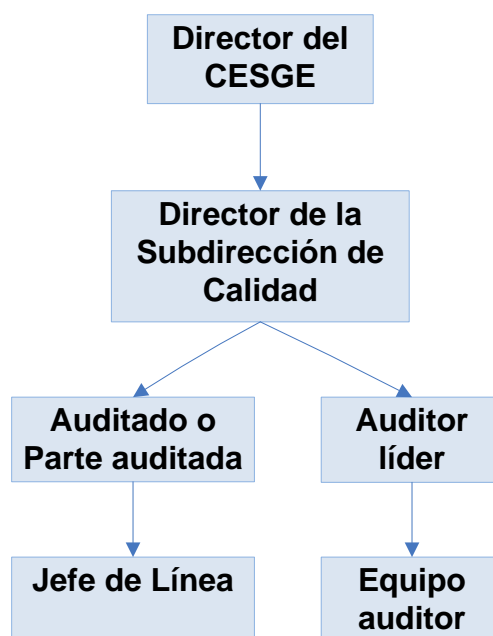 Director del
CESGE
Director de la
Subdirección de
Calidad
Auditado o
Parte auditada
Auditor
líder
Jefe de Línea
Equipo
auditor